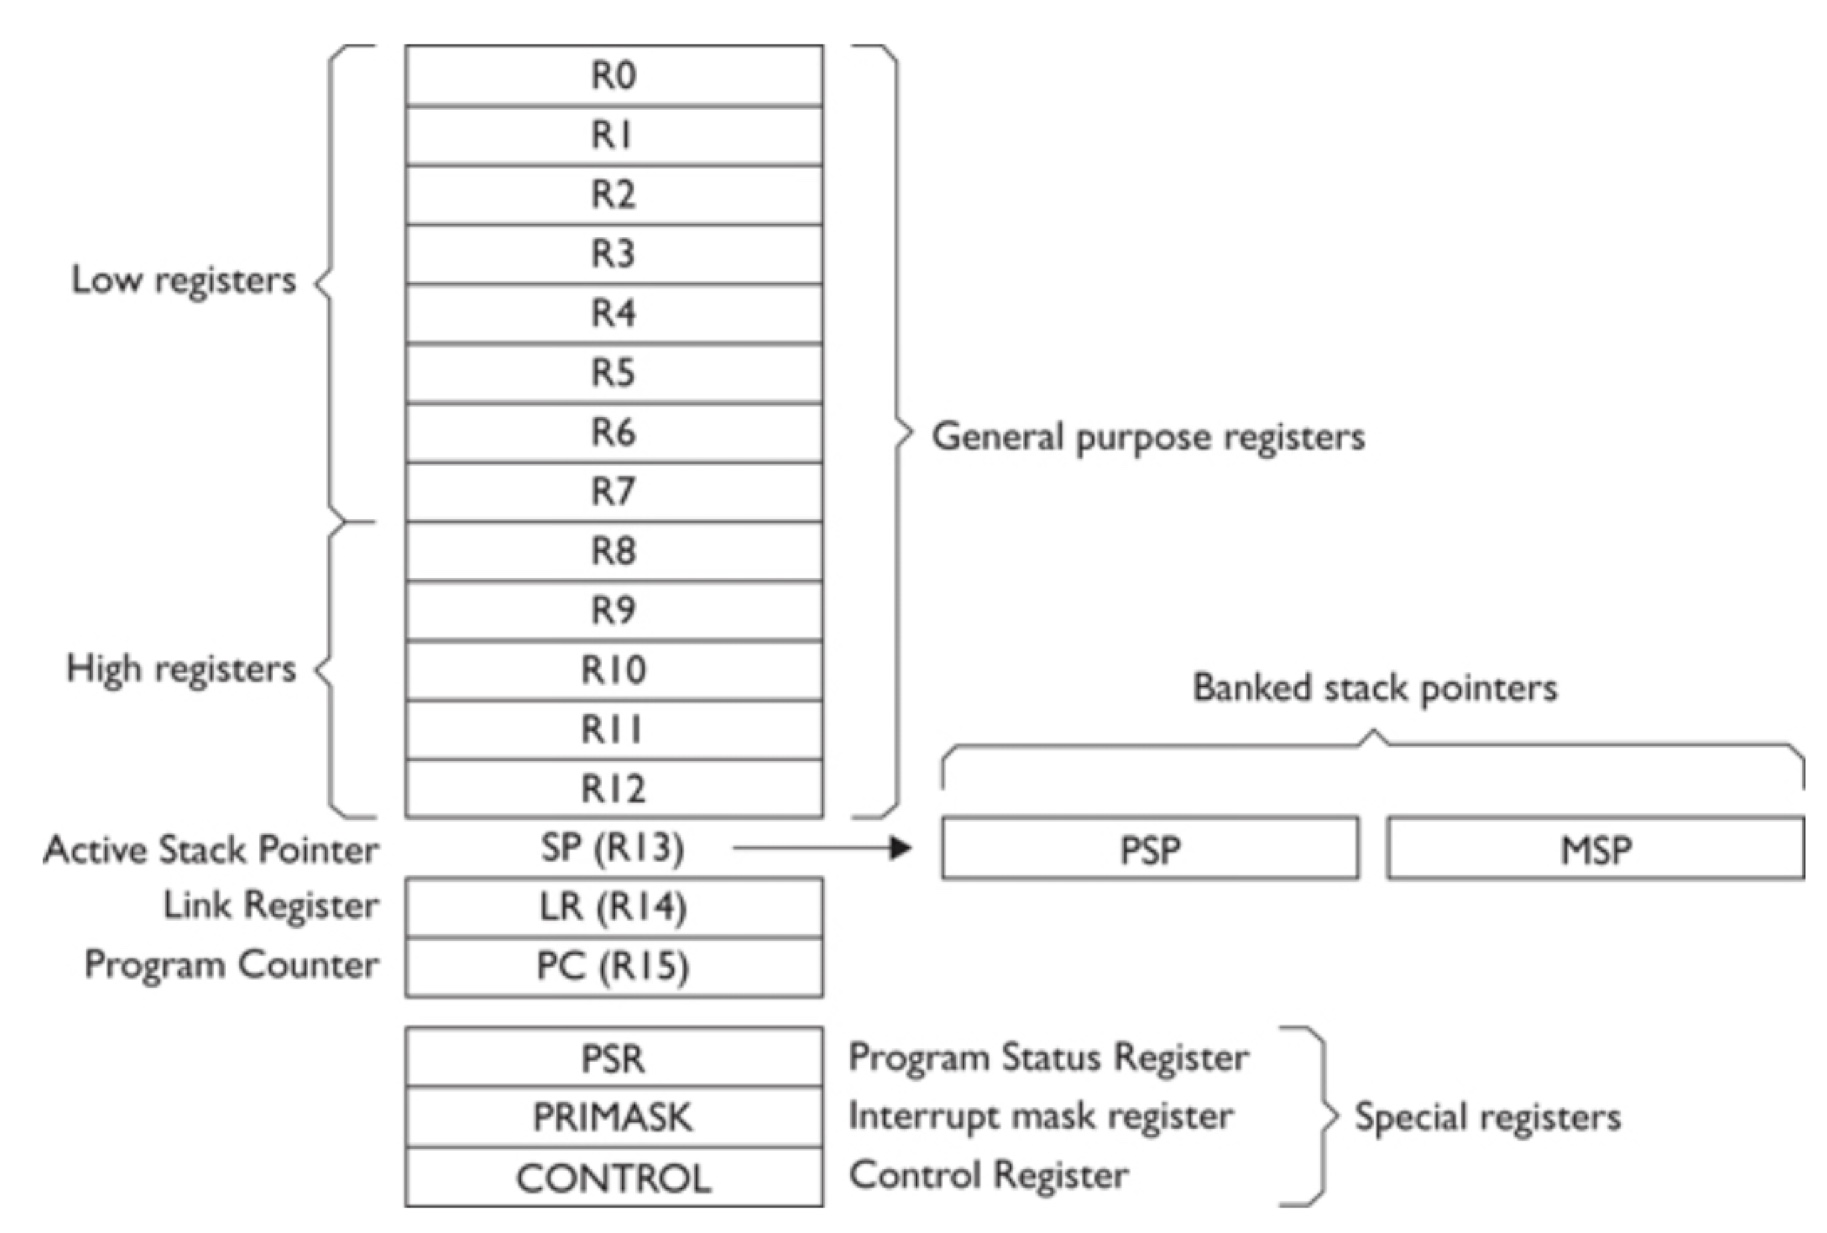 R0
R1
R2
R3
Low registers
R4
R5
R6
General purpose registers
R7
R8
R9
High registers
R10
Banked stack pointers
R11
R12
Active Stack Pointer SP (R13) PSP MSP
Link Register LR (R14)
Program Counter PC (R15)
PSR Program Status Register
PRIMASK Interrupt mask register Special registers
CONTROL Control Register